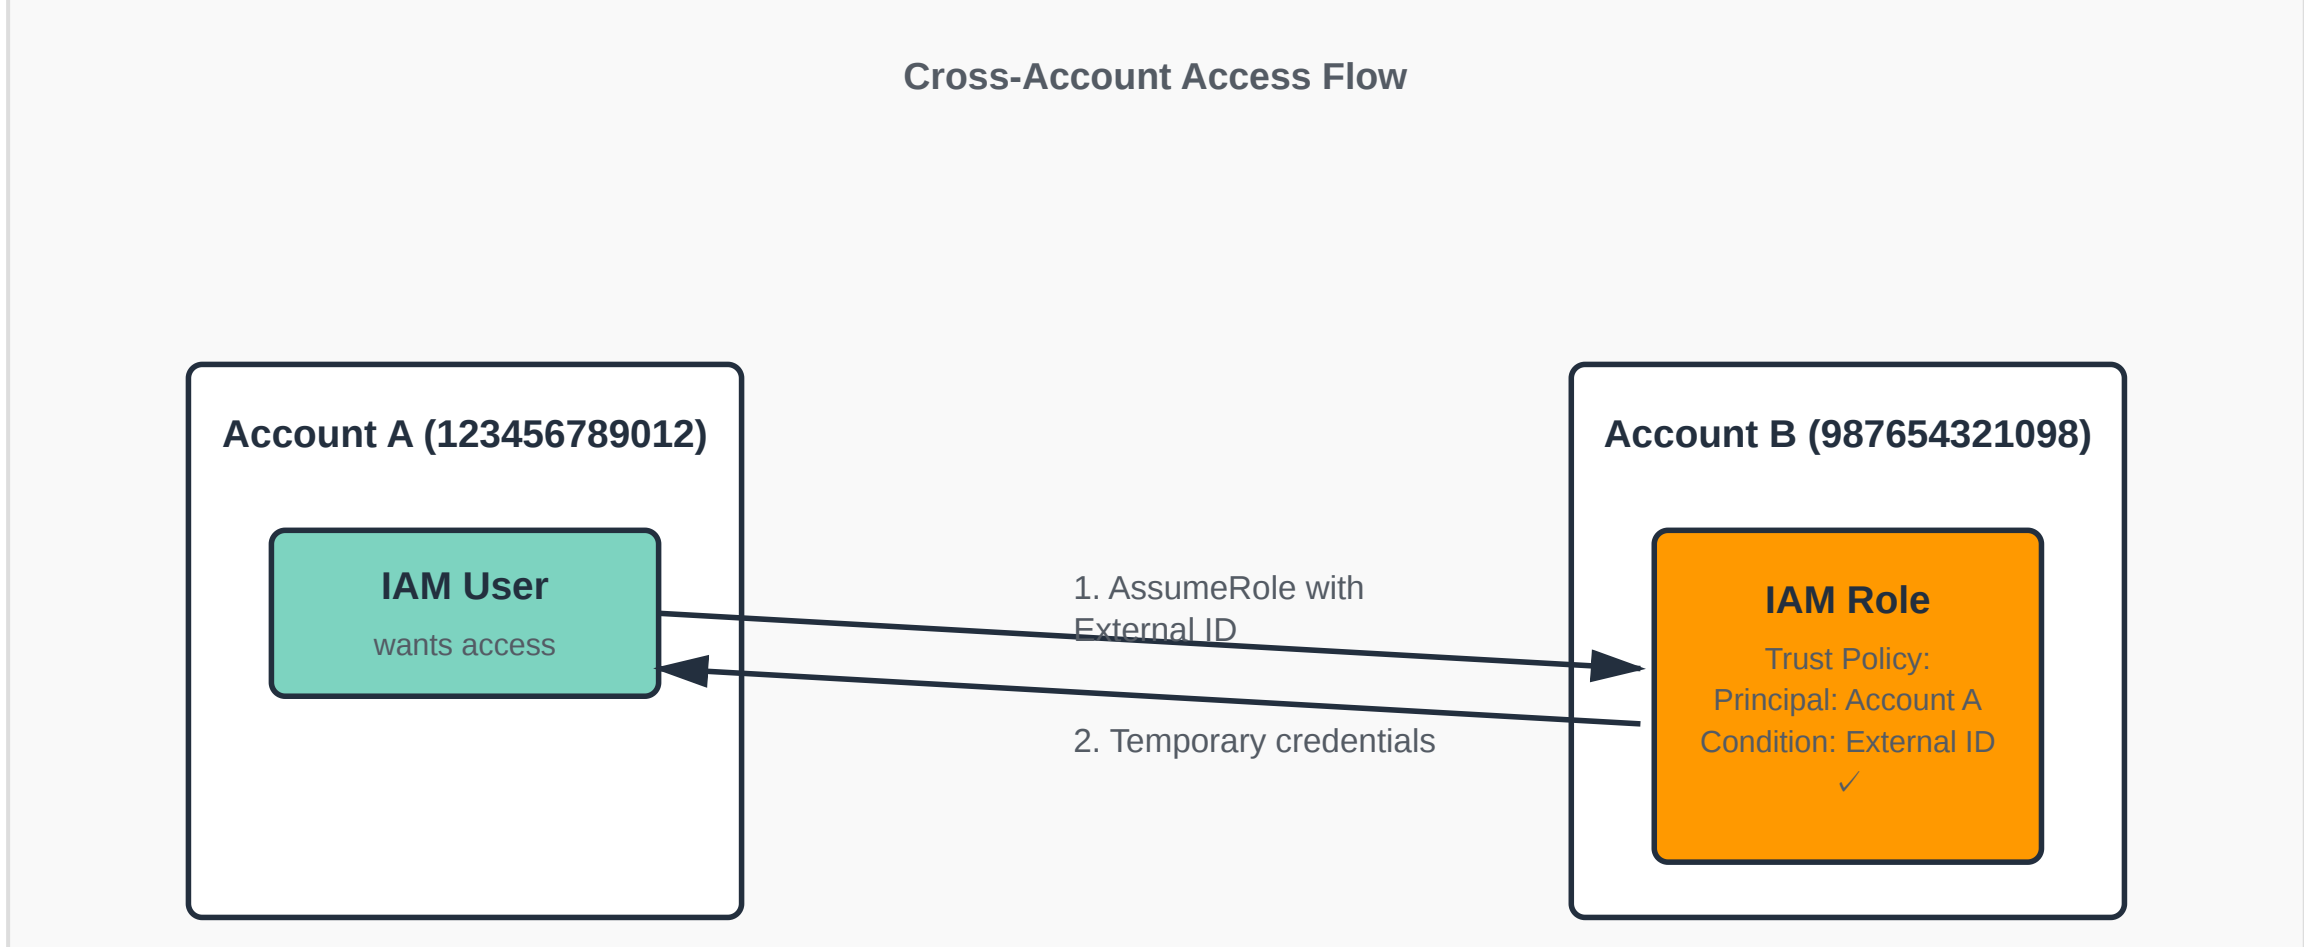 Cross-Account Access Flow
Account A (123456789012)
IAM User
wants access
1. AssumeRole with
External ID
2. Temporary credentials
Account B (987654321098)
IAM Role
Trust Policy:
Principal: Account A
Condition: External ID
✓